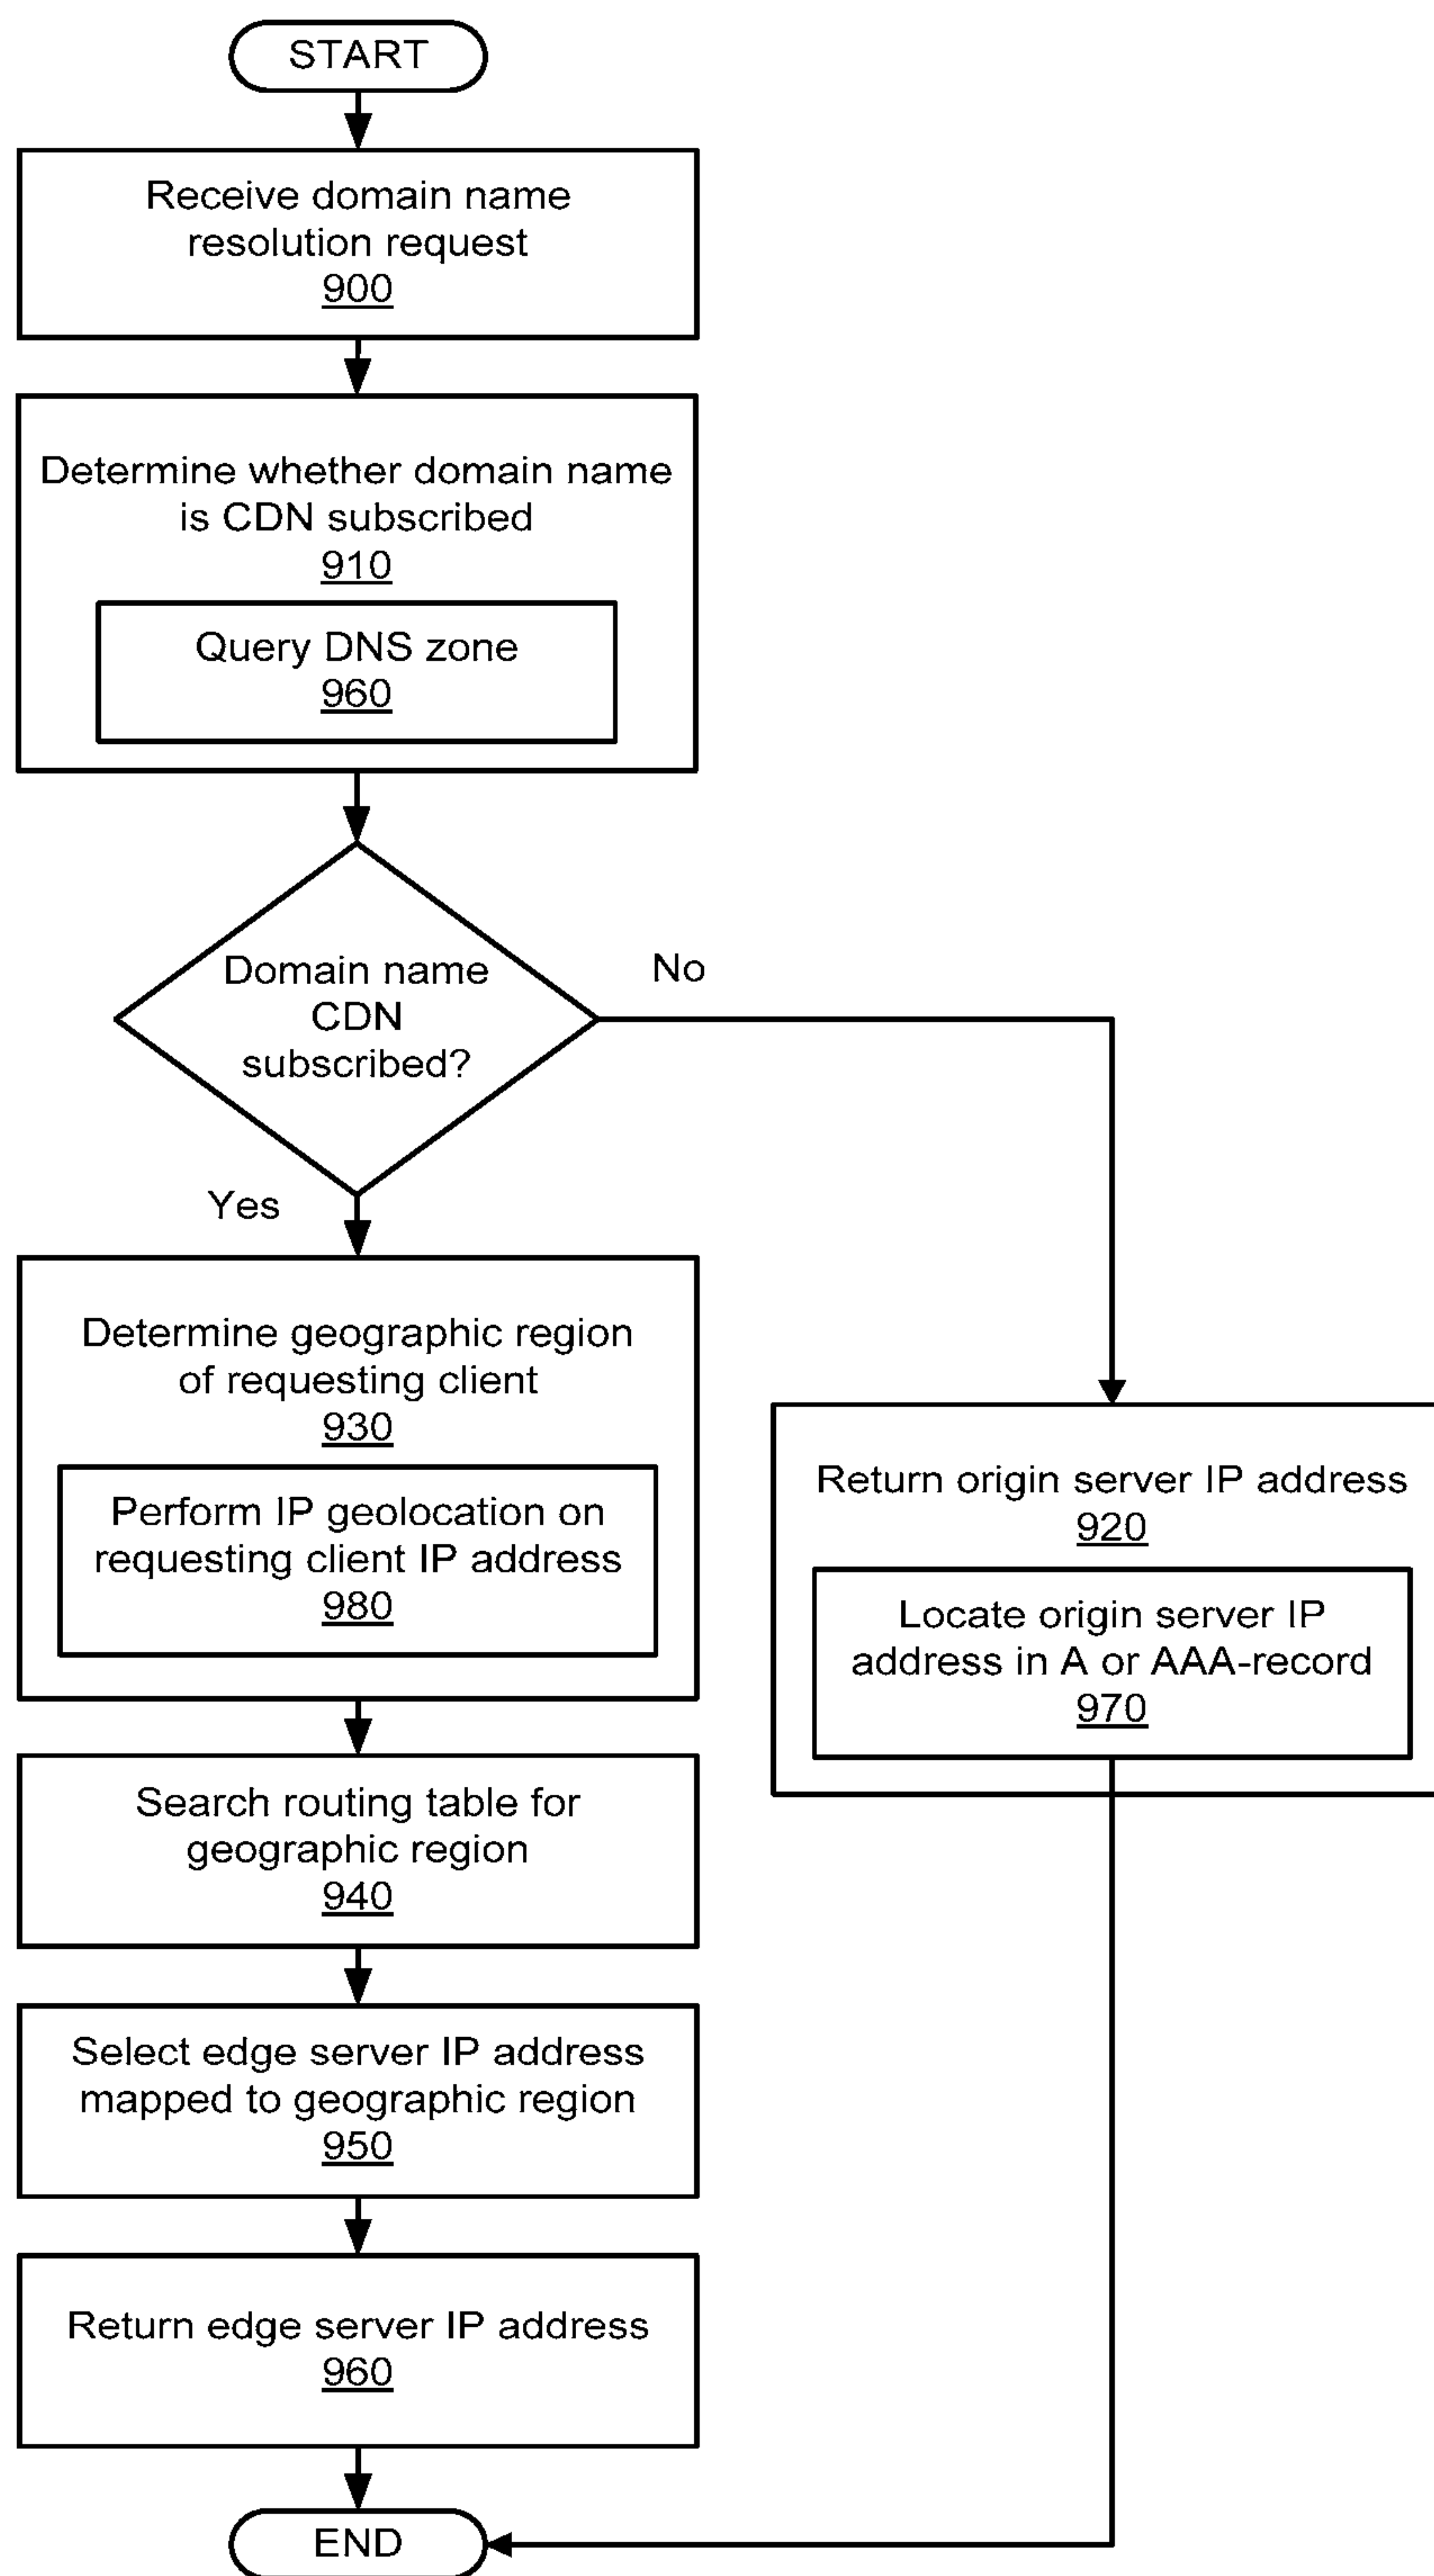 START
Receive domain name
resolution request
900
Determine whether domain name
is CDN subscribed
910
Query DNS zone
960
Domain name
CDN
subscribed?
No
Yes
Determine geographic region
of requesting client
930
Perform IP geolocation on
requesting client IP address
980
Return origin server IP address
920
Locate origin server IP
address in A or AAA-record
970
Search routing table for
geographic region
940
Select edge server IP address
mapped to geographic region
950
Return edge server IP address
960
END